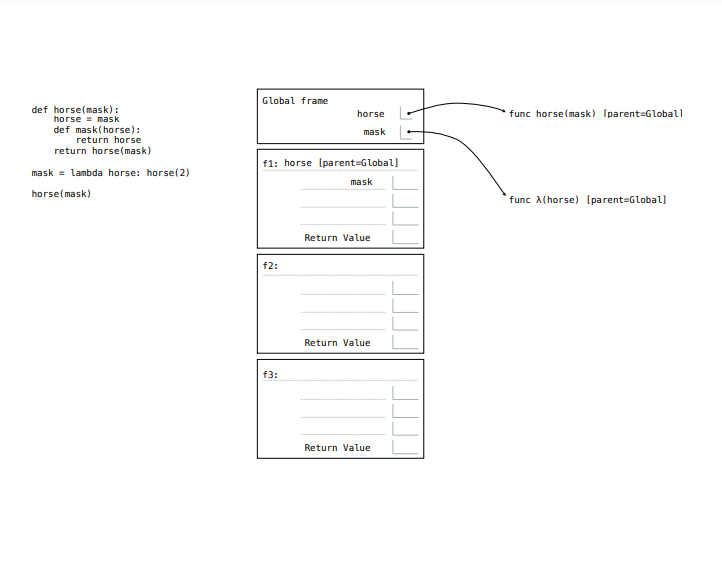 def horse(mask):
horse = mask
def mask(horse):
return horse
return horse(mask)
mask = lambda horse: horse(2)
horse(mask)
Global frame
horse
mask
func horse(mask) [parent=Global]
func λ(horse) [parent=Global]
f1: horse [parent=Global]
mask
Return Value
f2:
Return Value
f3:
Return Value